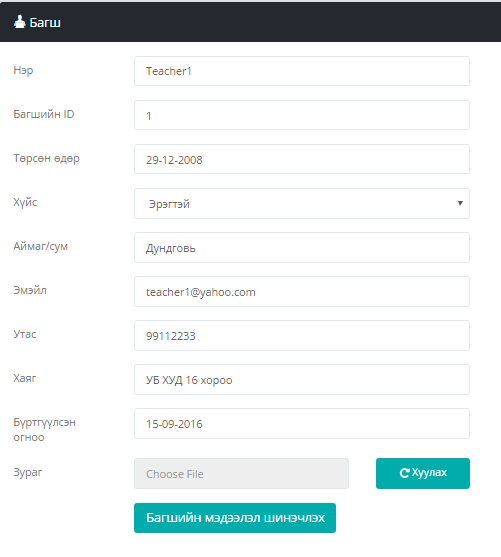 Багш
Нэр
Teacher1
Багшийн ID
1
Төрсөн өдөр
29-12-2008
Хүйс
Эрэгтэй
Аймаг/сум
Дундговь
Эмэйл
teacher1@yahoo.com
Утас
99112233
Хаяг
УБ ХУД 16 хороо
Бүртгүүлсэн
огноо
15-09-2016
Зураг
Choose File
Хуулах
Багшийн мэдээлэл шинэчлэх